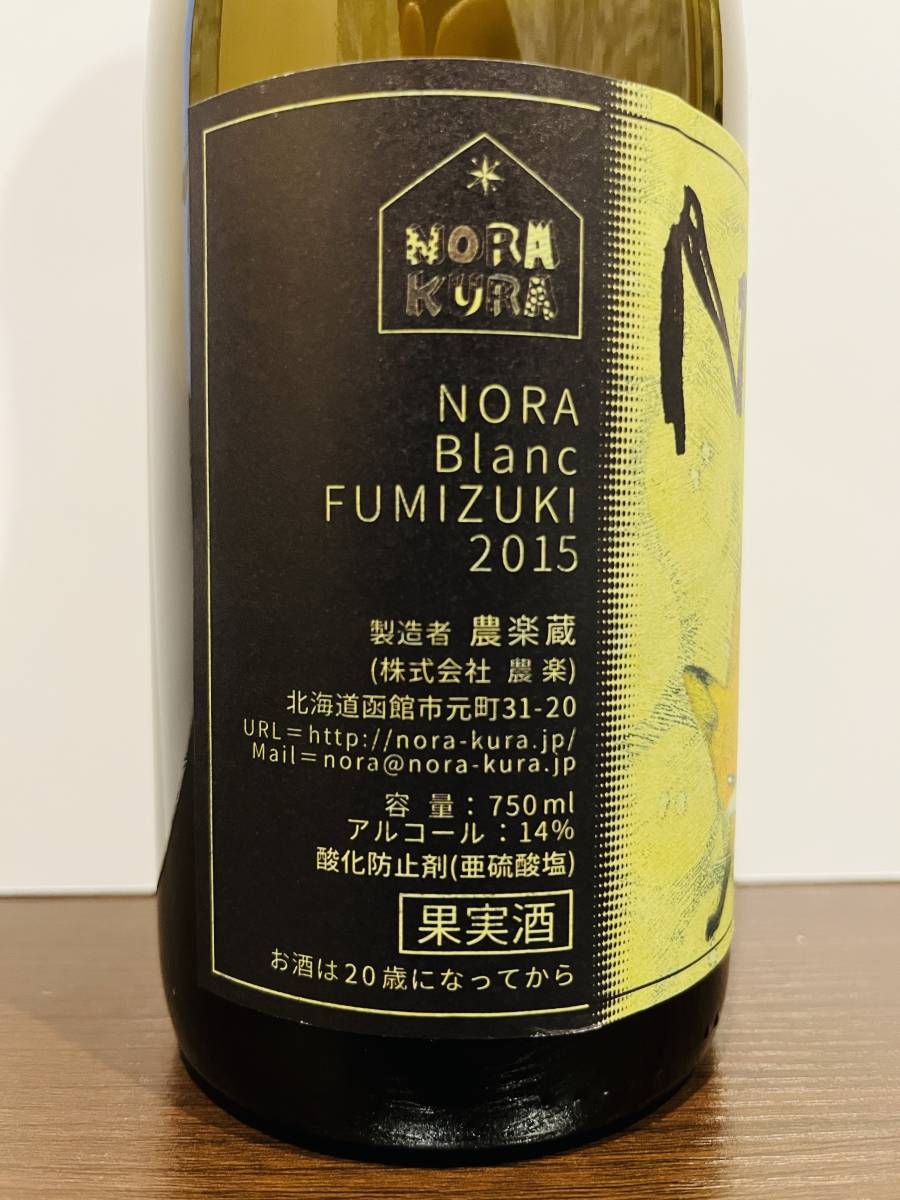 NORA
KURA
NORA
Blanc
FUMIZUKI
2015
製造者 農楽蔵
(株式会社 農楽)
北海道函館市元町31-20
URL=http://nora-kura.jp/
Mail=nora@nora-kura.jp
容 量：750ml
アルコール：14%
酸化防止剤(亜硫酸塩)
果実酒
お酒は20歳になってから